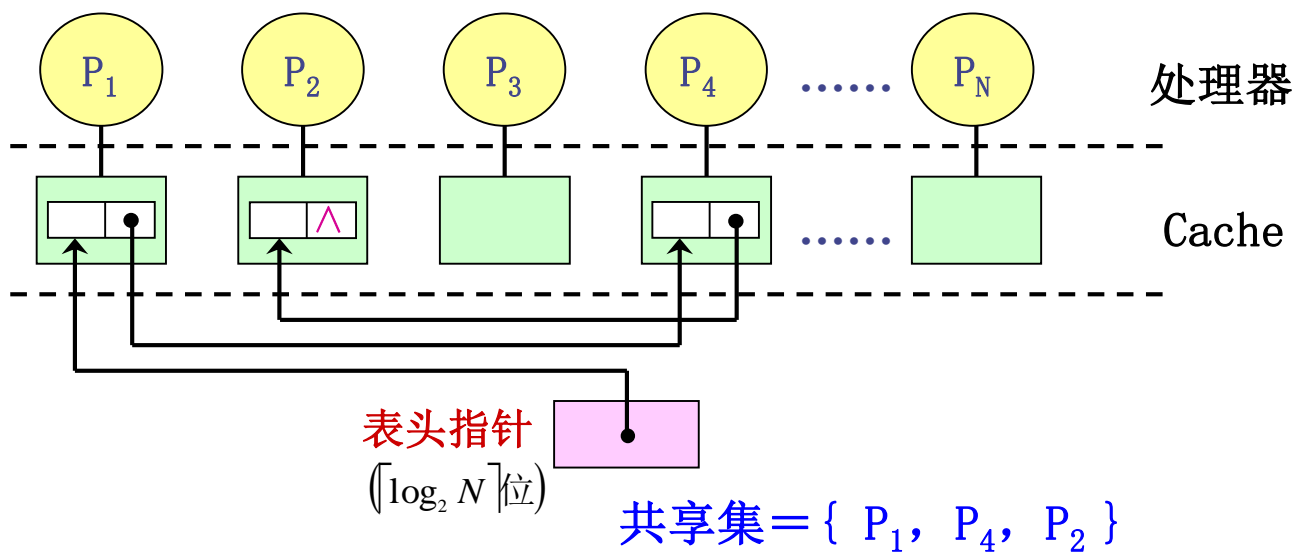 P₁ P₂ P₃ P₄ …… P_N 处理器
∧ …… Cache
表头指针
(⌈log₂ N⌉位)
共享集＝{ P₁，P₄，P₂ }